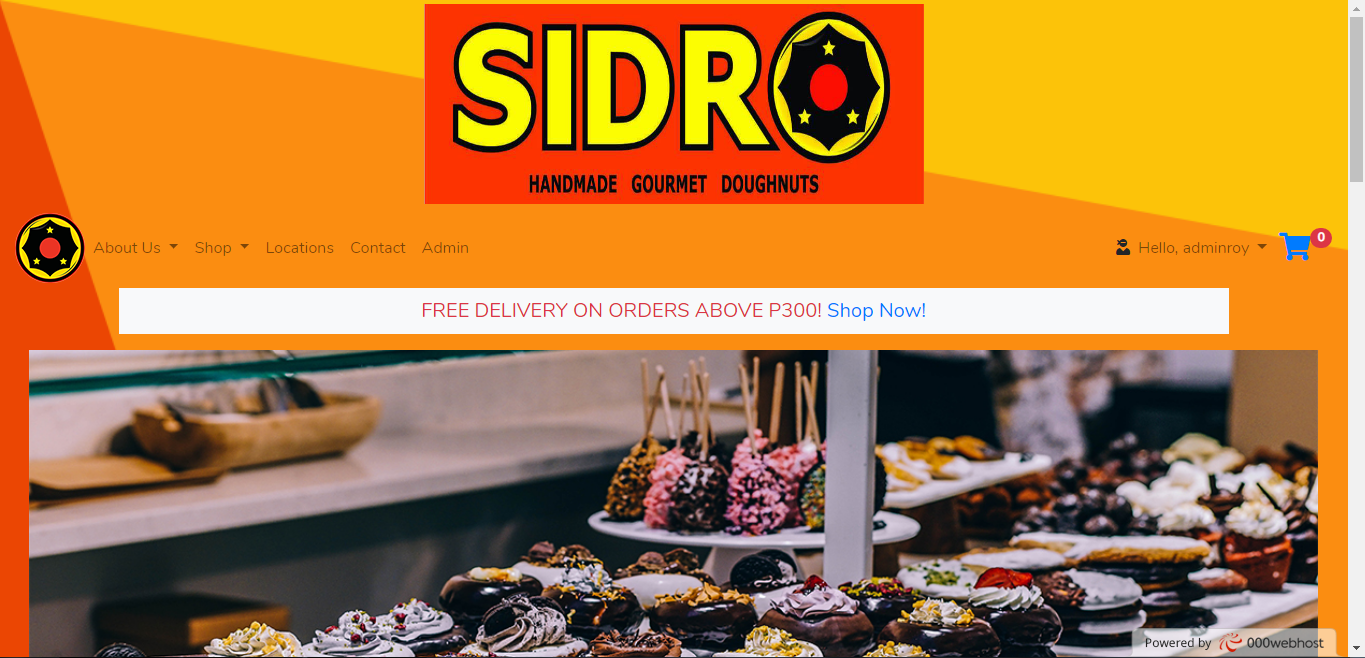 SIDRO
HANDMADE GOURMET DOUGHNUTS
About Us Shop Locations Contact Admin Hello, adminroy 0
FREE DELIVERY ON ORDERS ABOVE P300! Shop Now!
Powered by 000webhost